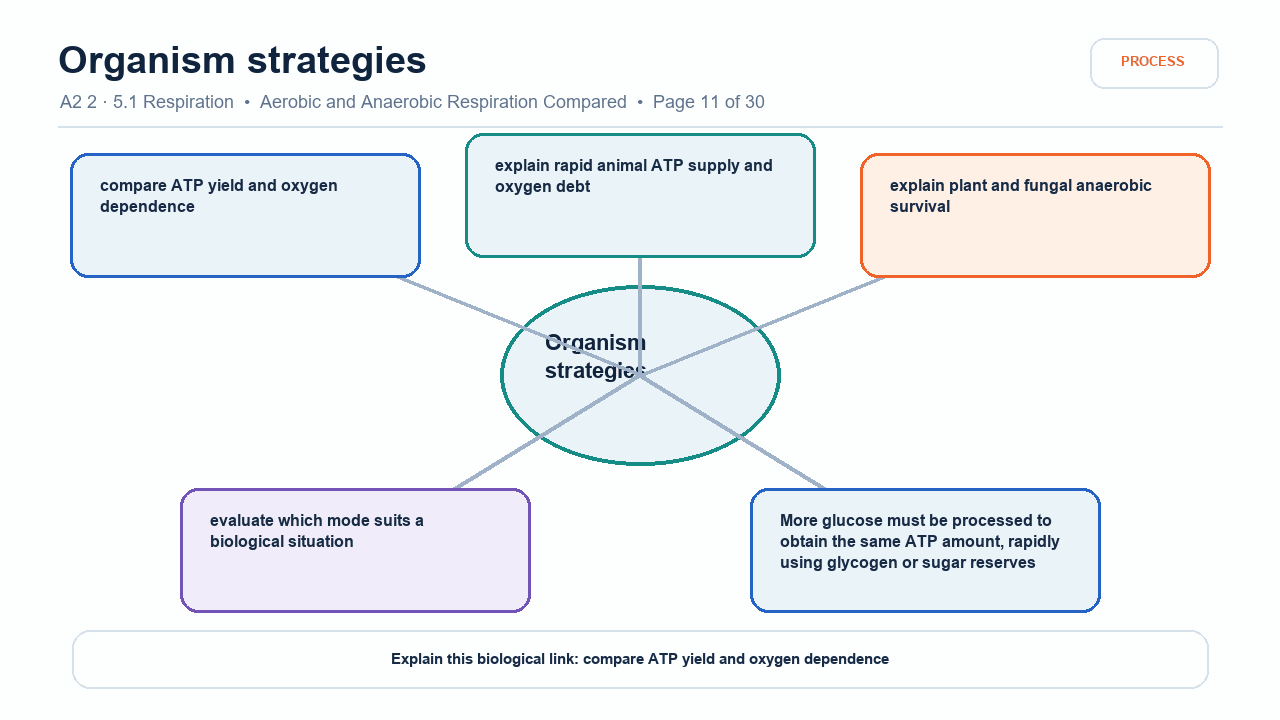 Organism strategies
PROCESS
A2 2 · 5.1 Respiration • Aerobic and Anaerobic Respiration Compared • Page 11 of 30
compare ATP yield and oxygen
dependence
explain rapid animal ATP supply and
oxygen debt
explain plant and fungal anaerobic
survival
Organism
strategies
evaluate which mode suits a
biological situation
More glucose must be processed to
obtain the same ATP amount, rapidly
using glycogen or sugar reserves
Explain this biological link: compare ATP yield and oxygen dependence